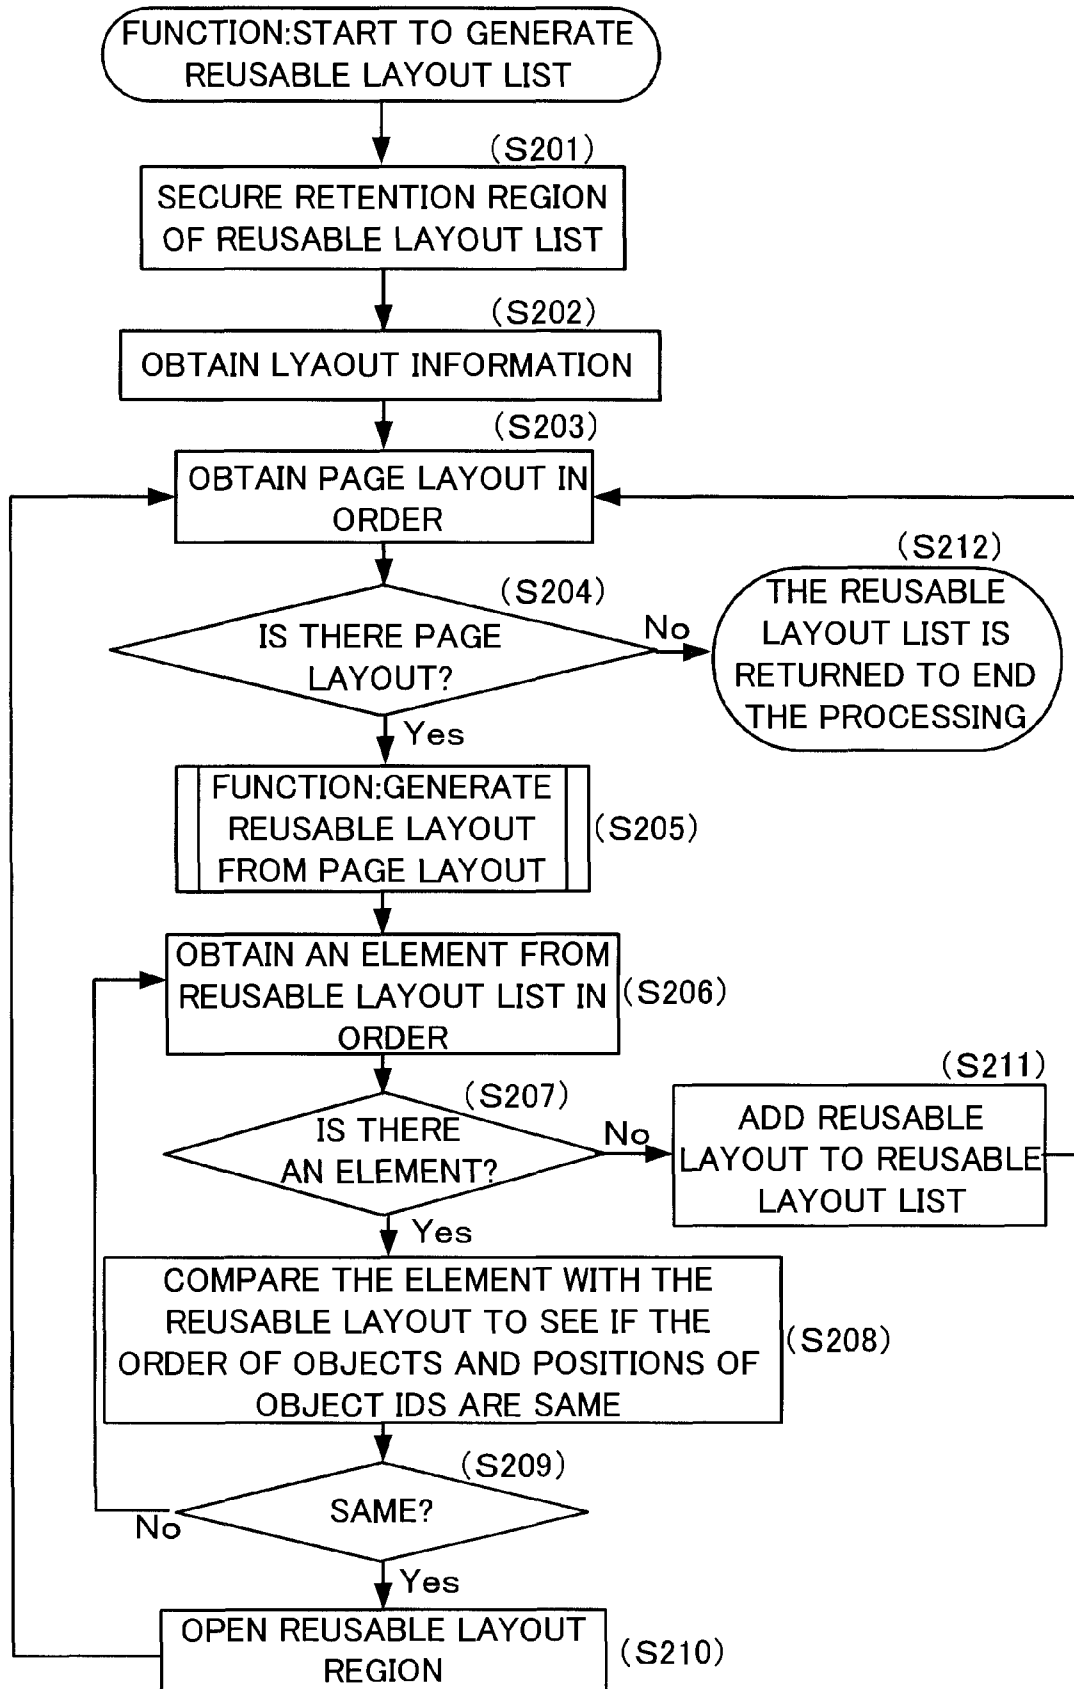 FUNCTION:START TO GENERATE
REUSABLE LAYOUT LIST
(S201)
SECURE RETENTION REGION
OF REUSABLE LAYOUT LIST
(S202)
OBTAIN LYAOUT INFORMATION
(S203)
OBTAIN PAGE LAYOUT IN
ORDER
(S204)
IS THERE PAGE
LAYOUT?
No
(S212)
THE REUSABLE
LAYOUT LIST IS
RETURNED TO END
THE PROCESSING
Yes
FUNCTION:GENERATE
REUSABLE LAYOUT
FROM PAGE LAYOUT
(S205)
OBTAIN AN ELEMENT FROM
REUSABLE LAYOUT LIST IN
ORDER
(S206)
(S207)
IS THERE
AN ELEMENT?
No
(S211)
ADD REUSABLE
LAYOUT TO REUSABLE
LAYOUT LIST
Yes
COMPARE THE ELEMENT WITH THE
REUSABLE LAYOUT TO SEE IF THE
ORDER OF OBJECTS AND POSITIONS OF
OBJECT IDS ARE SAME
(S208)
(S209)
SAME?
No
Yes
OPEN REUSABLE LAYOUT
REGION
(S210)